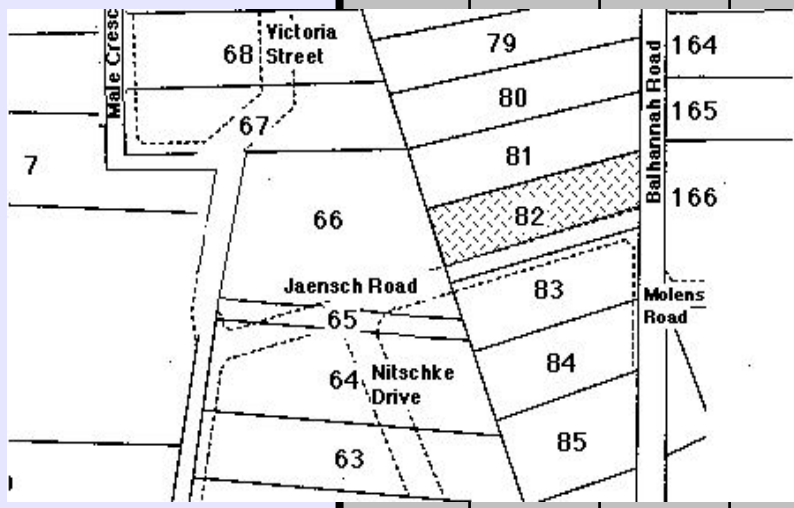 Male Cresc
68
Victoria
Street
79
Balhannah Road
164
80
67
165
7
81
66
82
166
Jaensch Road
83
Molens
Road
65
64
Nitschke
Drive
84
63
85